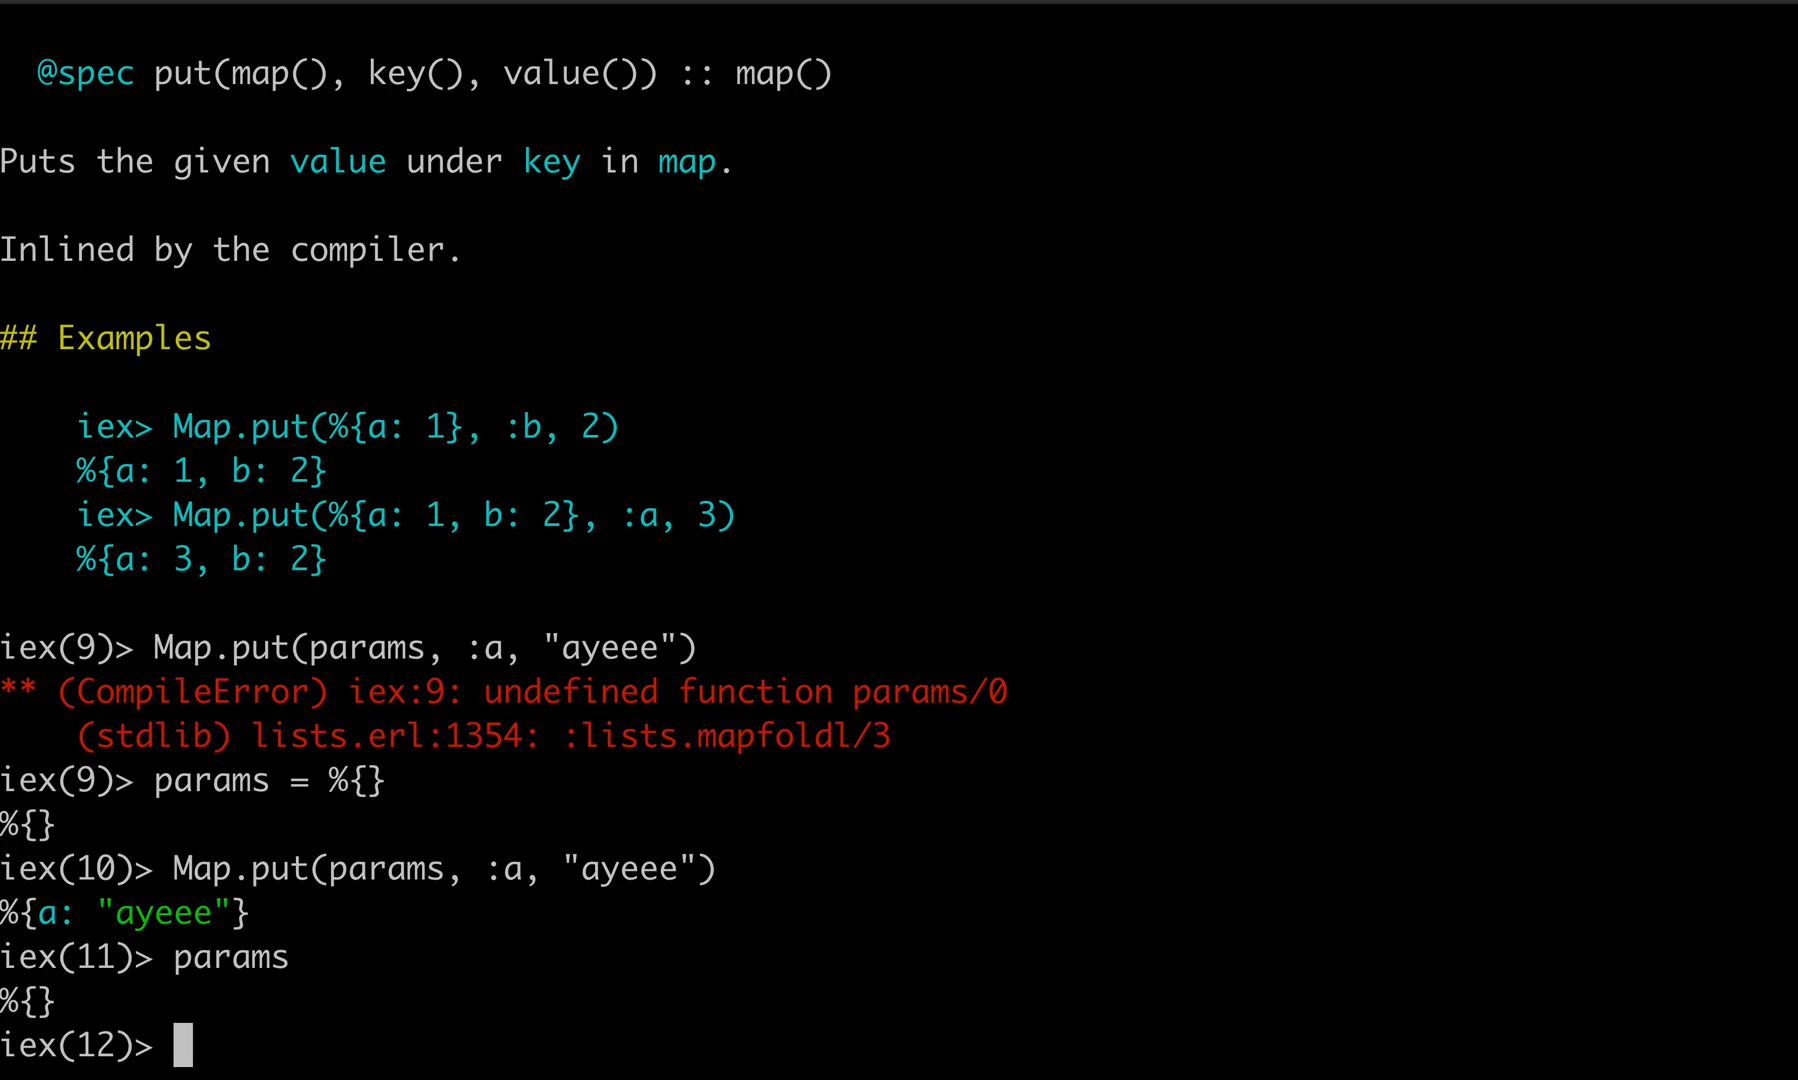 @spec put(map(), key(), value()) :: map()
Puts the given value under key in map.
Inlined by the compiler.
## Examples
iex> Map.put(%{a: 1}, :b, 2)
%{a: 1, b: 2}
iex> Map.put(%{a: 1, b: 2}, :a, 3)
%{a: 3, b: 2}
iex(9)> Map.put(params, :a, "ayeee")
** (CompileError) iex:9: undefined function params/0
(stdlib) lists.erl:1354: :lists.mapfoldl/3
iex(9)> params = %{}
%{}
iex(10)> Map.put(params, :a, "ayeee")
%{a: "ayeee"}
iex(11)> params
%{}
iex(12)>